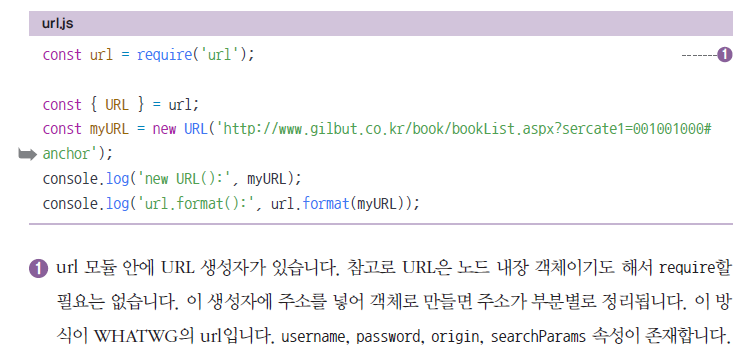 url.js
const url = require('url');
1
const { URL } = url;
const myURL = new URL('http://www.gilbut.co.kr/book/bookList.aspx?sercate1=001001000#
anchor');
console.log('new URL():', myURL);
console.log('url.format():', url.format(myURL));
1 url 모듈 안에 URL 생성자가 있습니다. 참고로 URL은 노드 내장 객체이기도 해서 require할
필요는 없습니다. 이 생성자에 주소를 넣어 객체로 만들면 주소가 부분별로 정리됩니다. 이 방
식이 WHATWG의 url입니다. username, password, origin, searchParams 속성이 존재합니다.